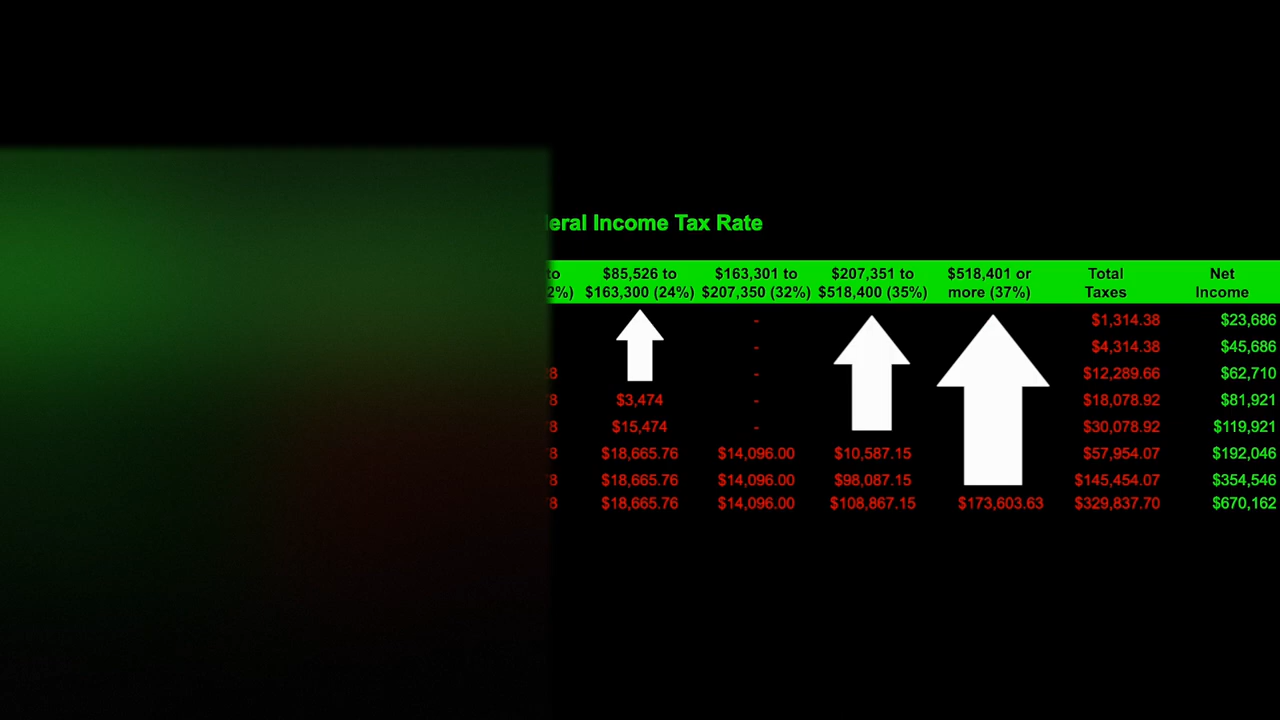 eral Income Tax Rate
to $85,526 to $163,301 to $207,351 to $518,401 or Total Net
2%) $163,300 (24%) $207,350 (32%) $518,400 (35%) more (37%) Taxes Income
- $1,314.38 $23,686
- $4,314.38 $45,686
8 - $12,289.66 $62,710
8 $3,474 - $18,078.92 $81,921
8 $15,474 - $30,078.92 $119,921
8 $18,665.76 $14,096.00 $10,587.15 $57,954.07 $192,046
8 $18,665.76 $14,096.00 $98,087.15 $145,454.07 $354,546
8 $18,665.76 $14,096.00 $108,867.15 $173,603.63 $329,837.70 $670,162